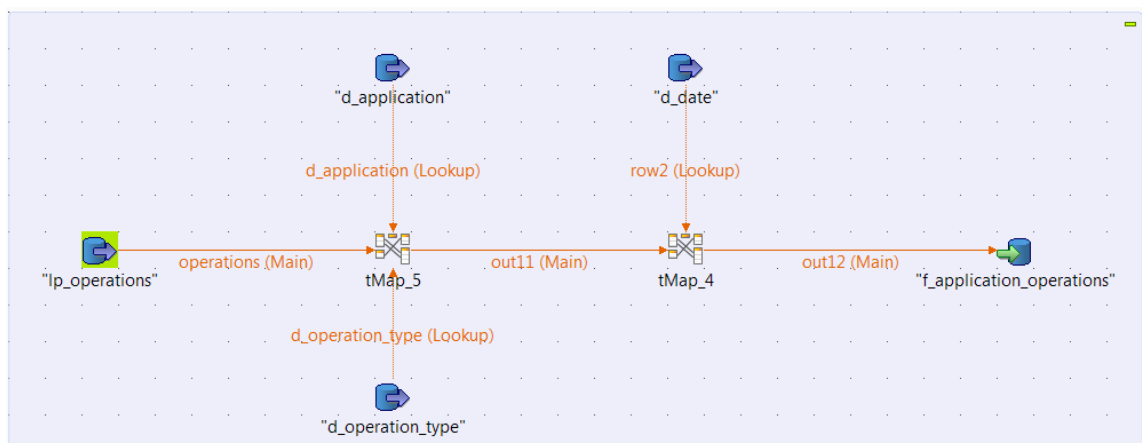 "d_application"
"d_date"
d_application (Lookup)
row2 (Lookup)
operations (Main)
out11 (Main)
out12 (Main)
"lp_operations"
tMap_5
tMap_4
"f_application_operations"
d_operation_type (Lookup)
"d_operation_type"